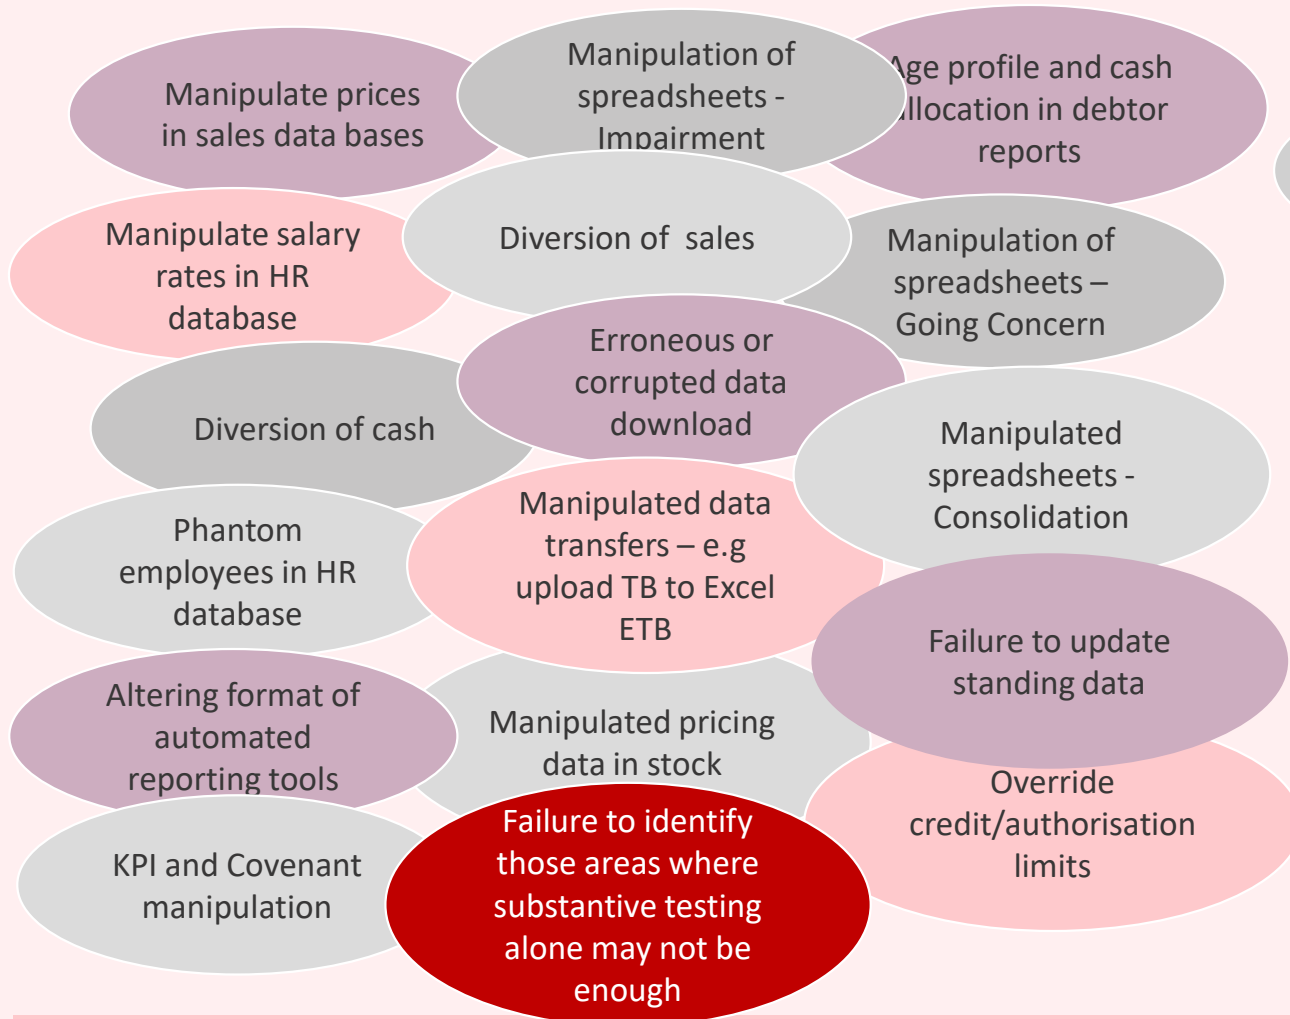 Manipulate prices
in sales data bases
Manipulation of
spreadsheets -
Impairment
Age profile and cash
allocation in debtor
reports
Manipulate salary
rates in HR
database
Diversion of  sales
Manipulation of
spreadsheets –
Going Concern
Erroneous or
corrupted data
download
Diversion of cash
Manipulated
spreadsheets -
Consolidation
Phantom
employees in HR
database
Manipulated data
transfers – e.g
upload TB to Excel
ETB
Failure to update
standing data
Altering format of
automated
reporting tools
Manipulated pricing
data in stock
Override
credit/authorisation
limits
KPI and Covenant
manipulation
Failure to identify
those areas where
substantive testing
alone may not be
enough